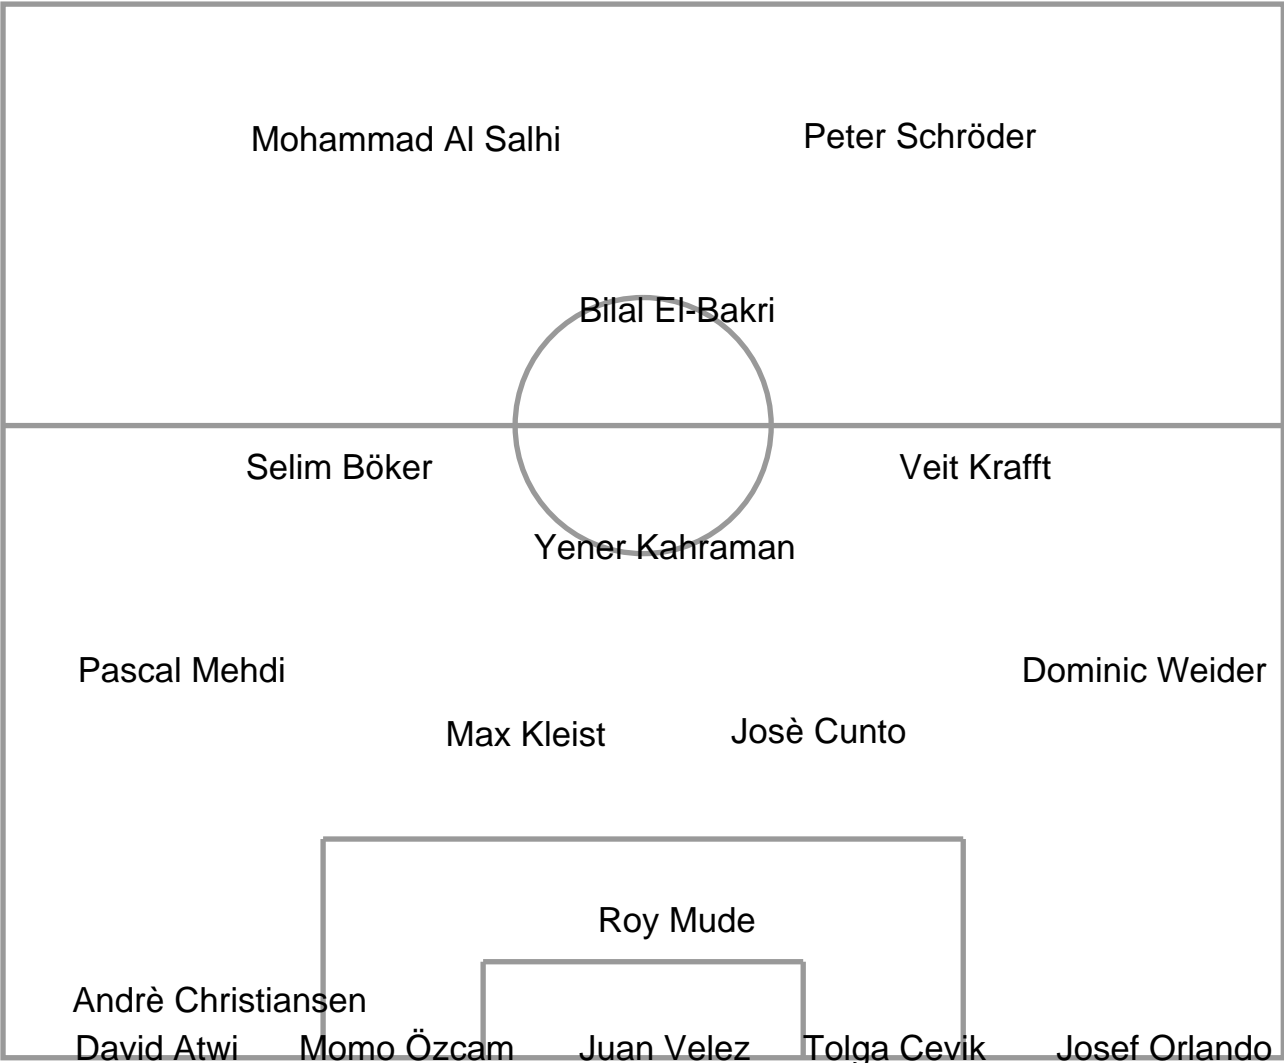 Mohammad Al Salhi
Peter Schröder
Bilal El-Bakri
Selim Böker
Veit Krafft
Yener Kahraman
Pascal Mehdi
Dominic Weider
Max Kleist
Josè Cunto
Roy Mude
Andrè Christiansen
David Atwi
Momo Özcam
Juan Velez
Tolga Cevik
Josef Orlando